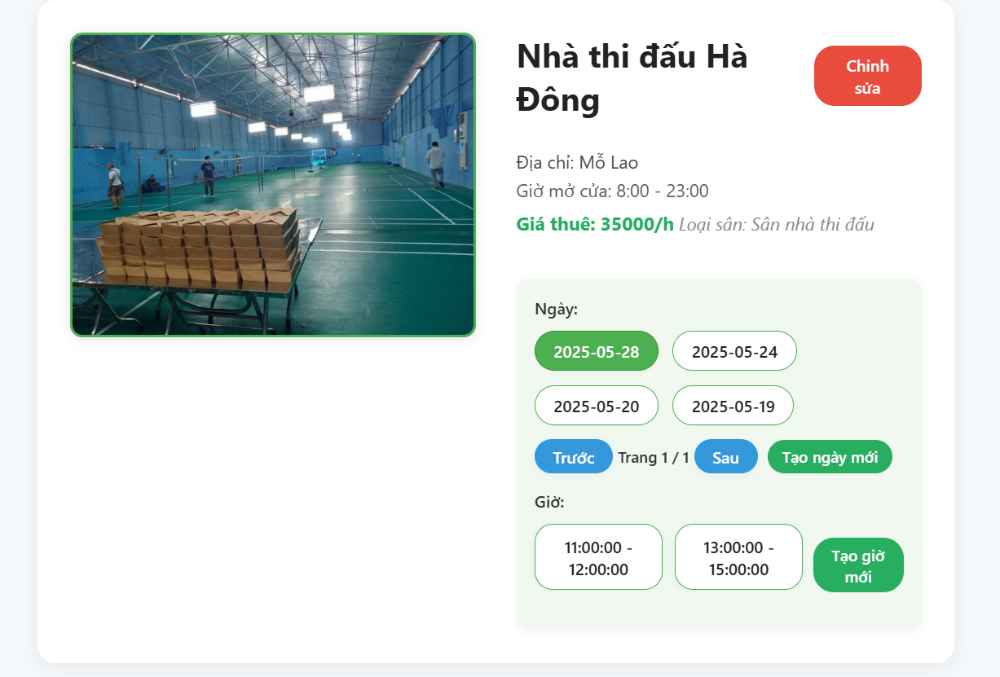 Nhà thi đấu Hà
Đông
Chỉnh
sửa
Địa chỉ: Mỗ Lao
Giờ mở cửa: 8:00 - 23:00
Giá thuê: 35000/h Loại sân: Sân nhà thi đấu
Ngày:
2025-05-28 2025-05-24
2025-05-20 2025-05-19
Trước Trang 1 / 1 Sau Tạo ngày mới
Giờ:
11:00:00 -
12:00:00
13:00:00 -
15:00:00
Tạo giờ
mới